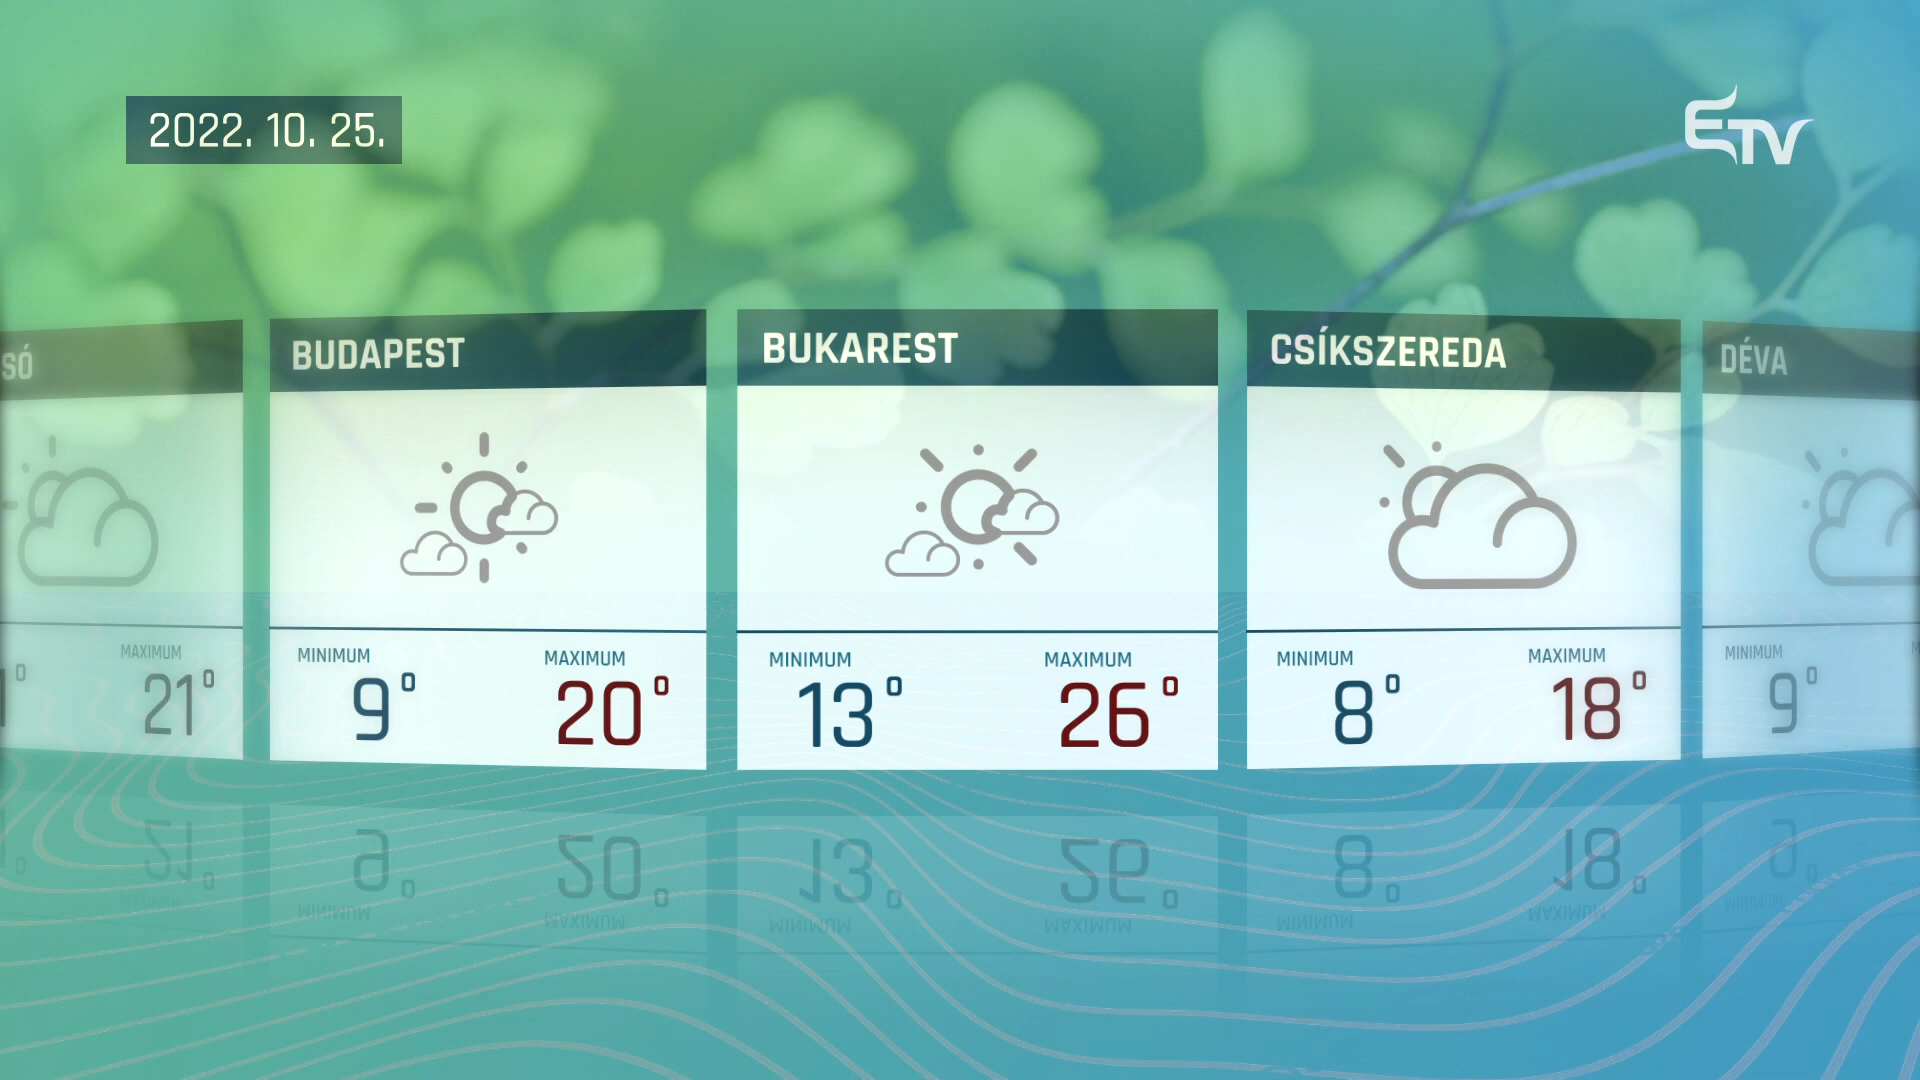 2022. 10. 25.
ETV
SÓ
MAXIMUM
21°
BUDAPEST
MINIMUM
MAXIMUM
9°
20°
BUKAREST
MINIMUM
MAXIMUM
13°
26°
CSÍKSZEREDA
MINIMUM
MAXIMUM
8°
18°
DÉVA
MINIMUM
9°